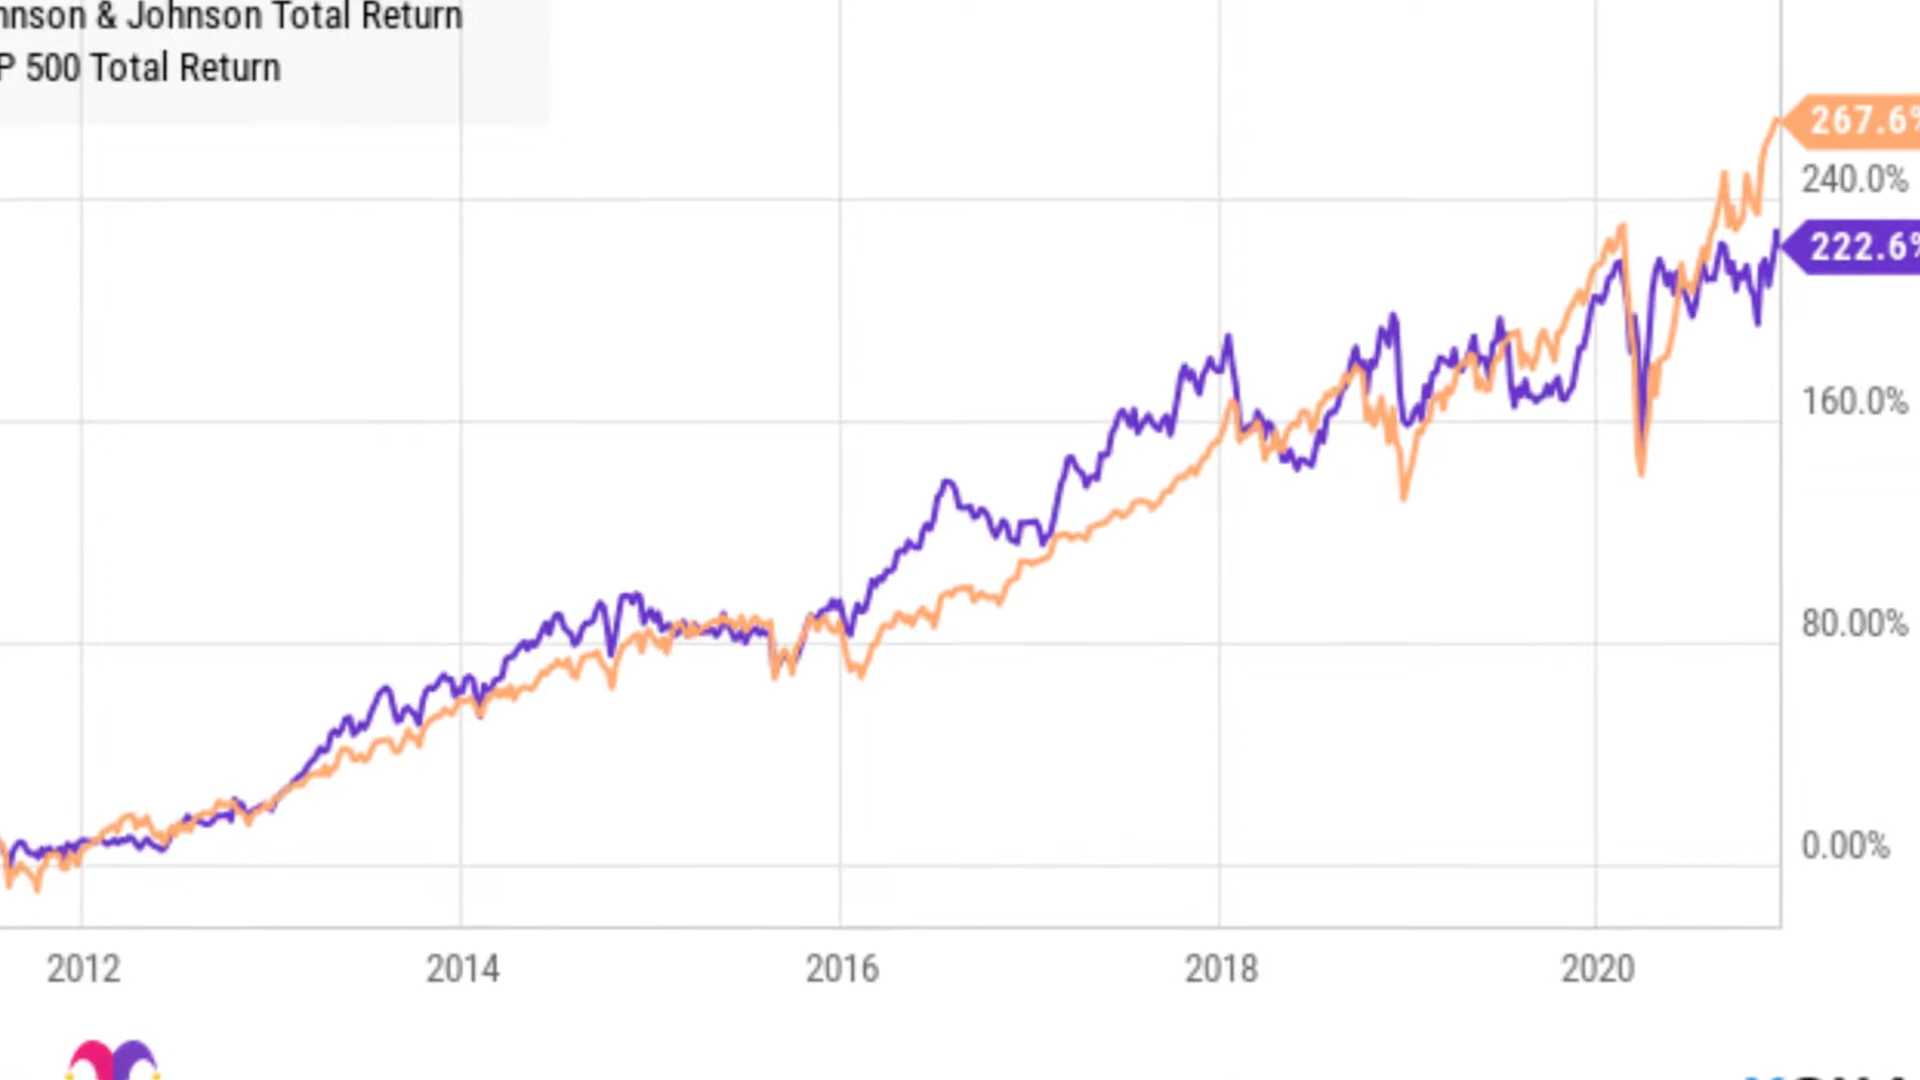 nnson & Johnson Total Return
P 500 Total Return
267.6%
240.0%
222.6%
160.0%
80.00%
0.00%
2012 2014 2016 2018 2020